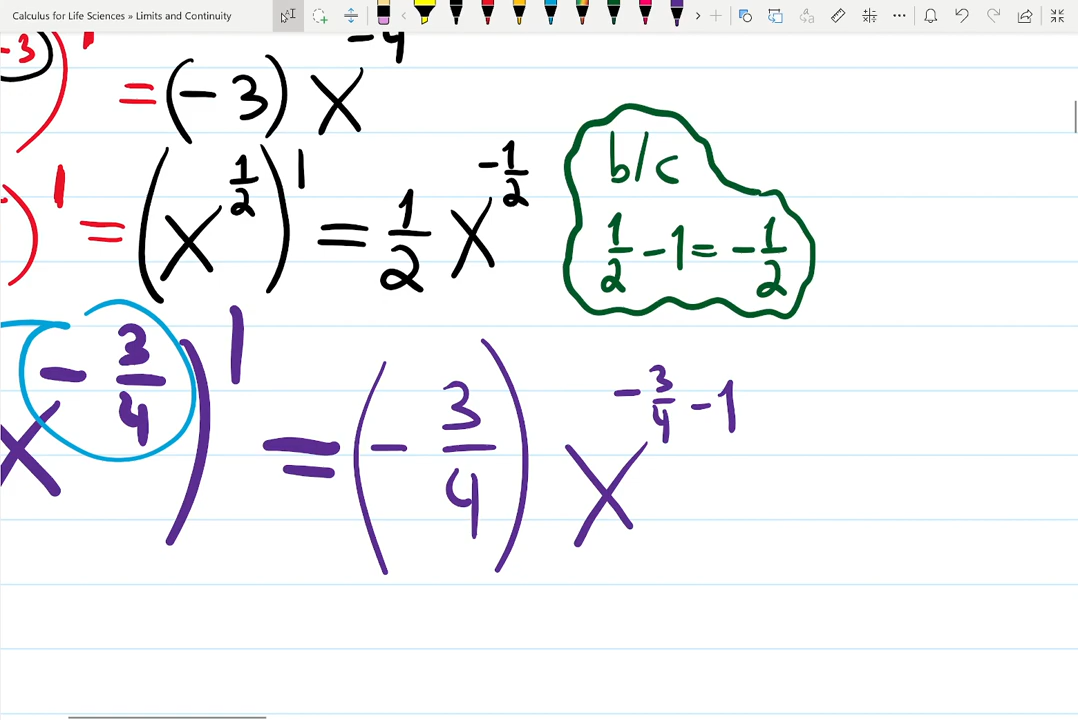 Calculus for Life Sciences » Limits and Continuity
-3)' = (-3) x^{-4}
)' = (x^{1/2})' = 1/2 x^{-1/2}
b/c
1/2 - 1 = -1/2
x^{-3/4})' = (-3/4) x^{-3/4 - 1}